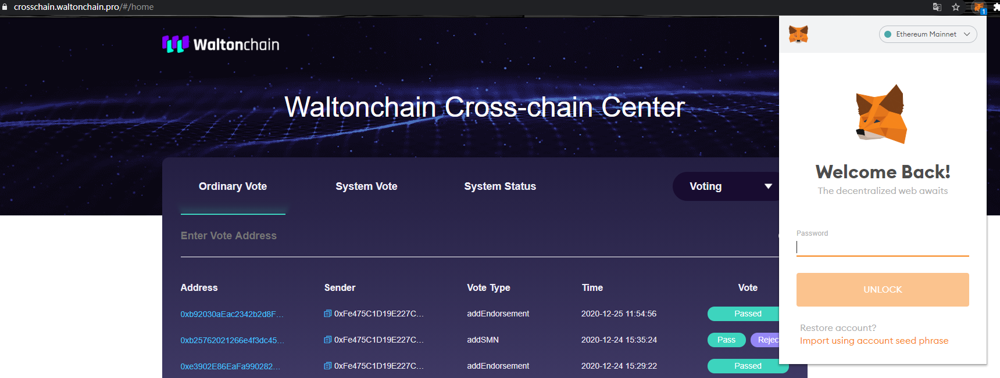 crosschain.waltonchain.pro/#/home
1
Ethereum Mainnet
Waltonchain
Waltonchain Cross-chain Center
Welcome Back!
The decentralized web awaits
Ordinary Vote System Vote System Status Voting
Enter Vote Address
Password
UNLOCK
Restore account?
Import using account seed phrase
Address Sender Vote Type Time Vote
0xb92030aEac2342b2d8F... 0xFe475C1D19E227C... addEndorsement 2020-12-25 11:54:56 Passed
0xb25762021266e4f3dc45... 0xFe475C1D19E227C... addSMN 2020-12-24 15:35:24 Pass Rejec
0xe3902E86EaFa990282... 0xFe475C1D19E227C... addEndorsement 2020-12-24 15:29:22 Passed